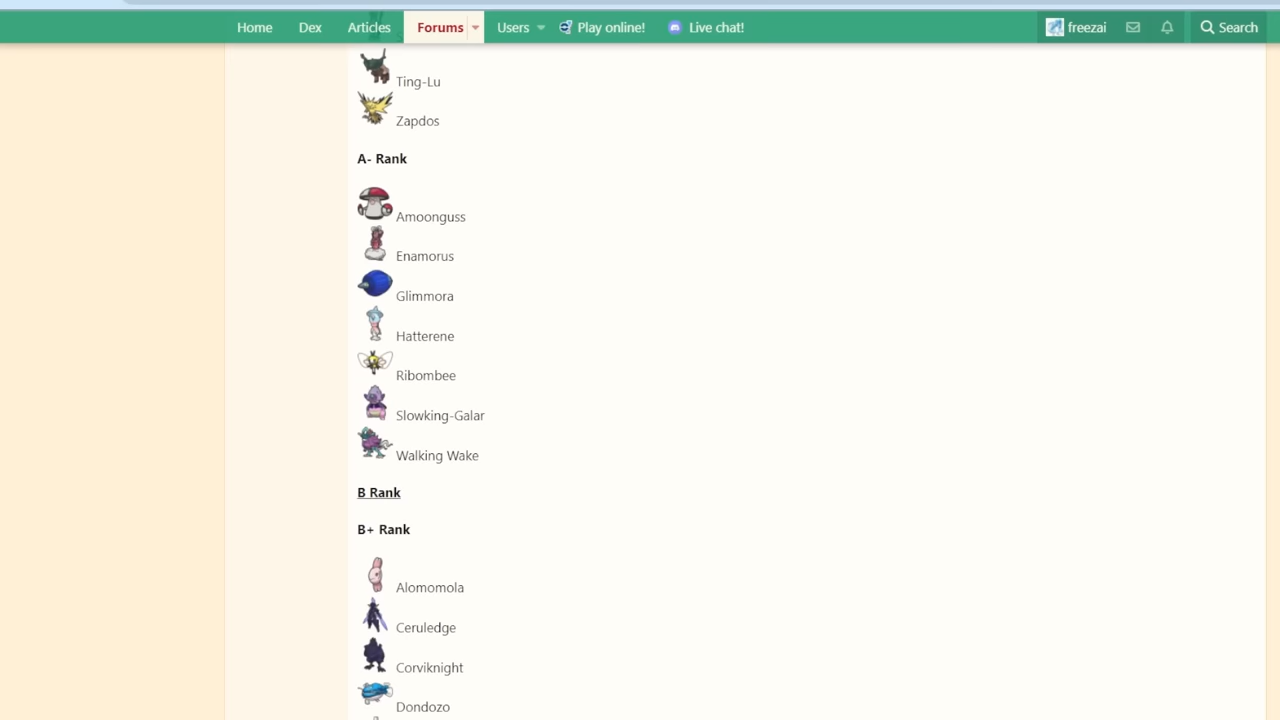 Home Dex Articles Forums Users Play online! Live chat! freezai Search
Ting-Lu
Zapdos
A- Rank
Amoonguss
Enamorus
Glimmora
Hatterene
Ribombee
Slowking-Galar
Walking Wake
B Rank
B+ Rank
Alomomola
Ceruledge
Corviknight
Dondozo